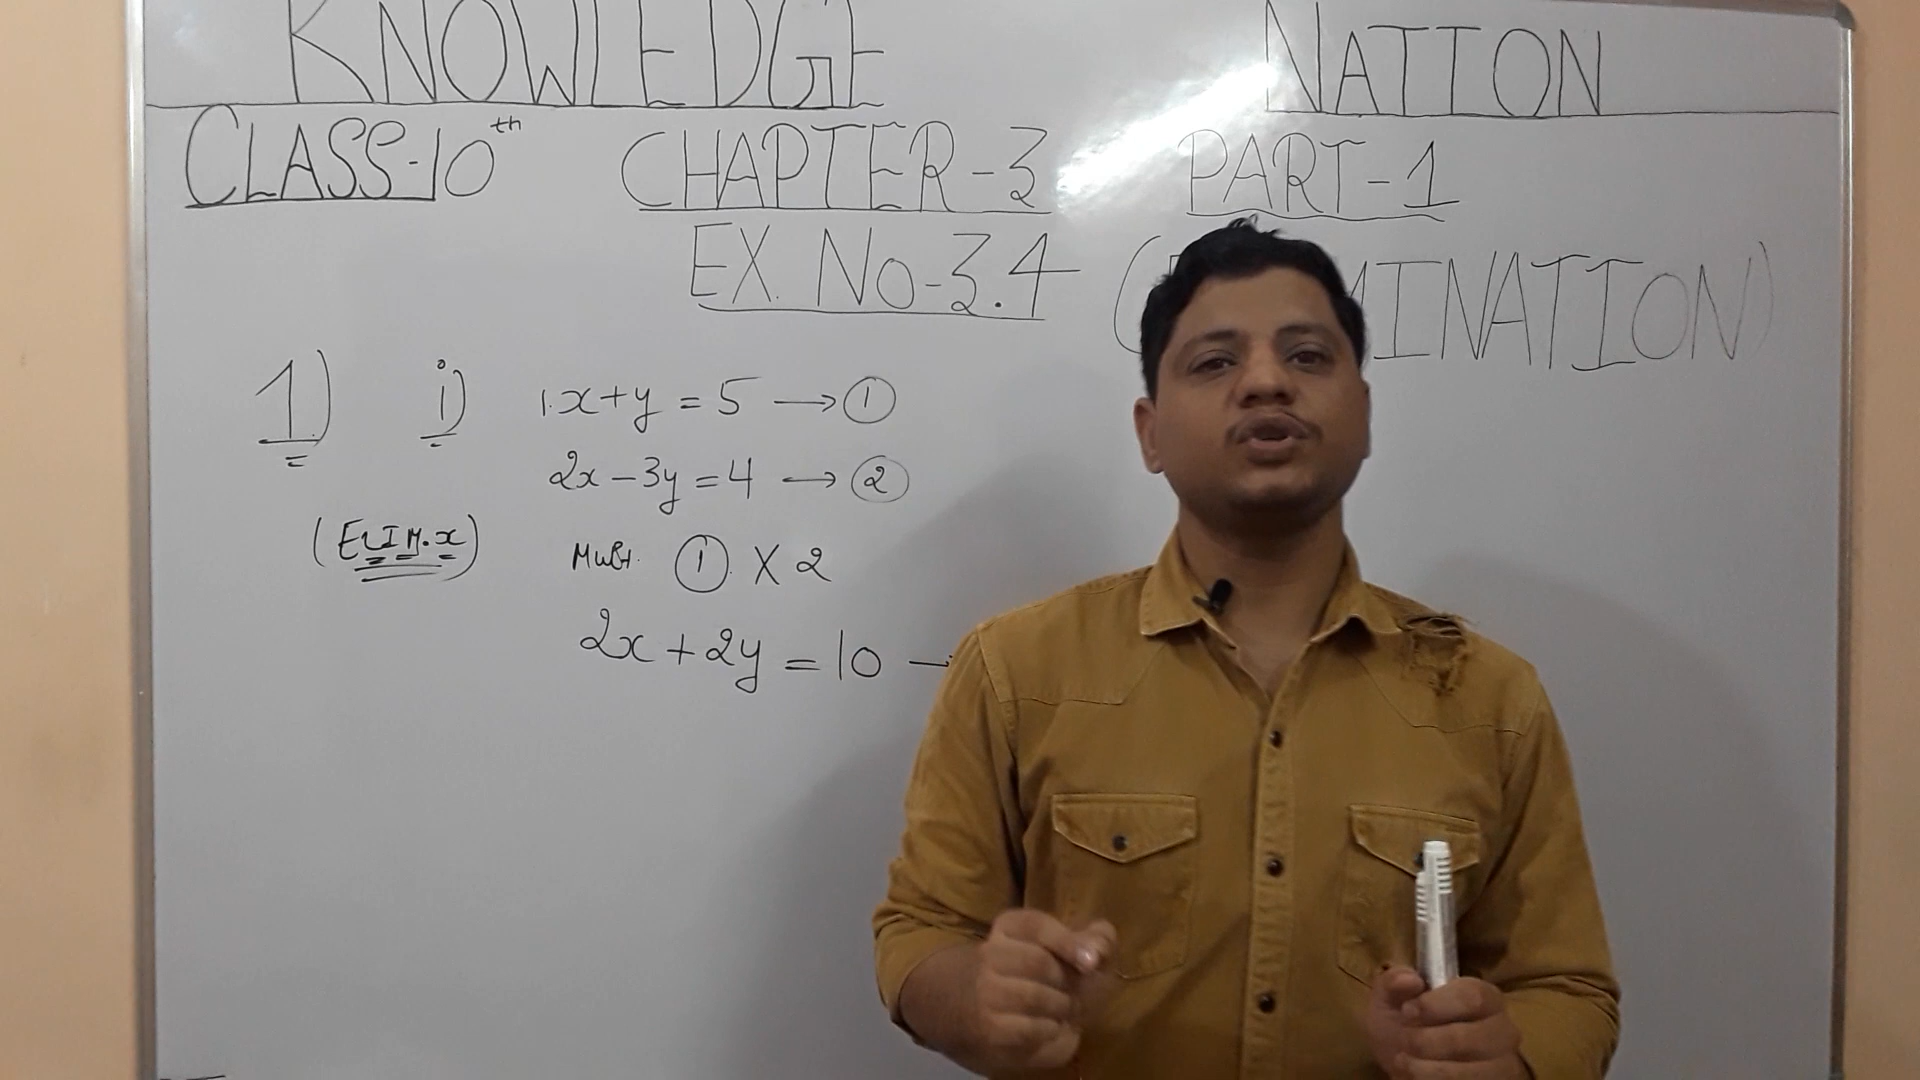 KNOWLEDGE NATION
CLASS-10th CHAPTER-3 PART-1
EX. No-3.4 (E MINATION)
1) i) 1.x+y = 5 → ①
2x – 3y = 4 → ②
(ELIM.x) Mult. ① X 2
2x + 2y = 10 →